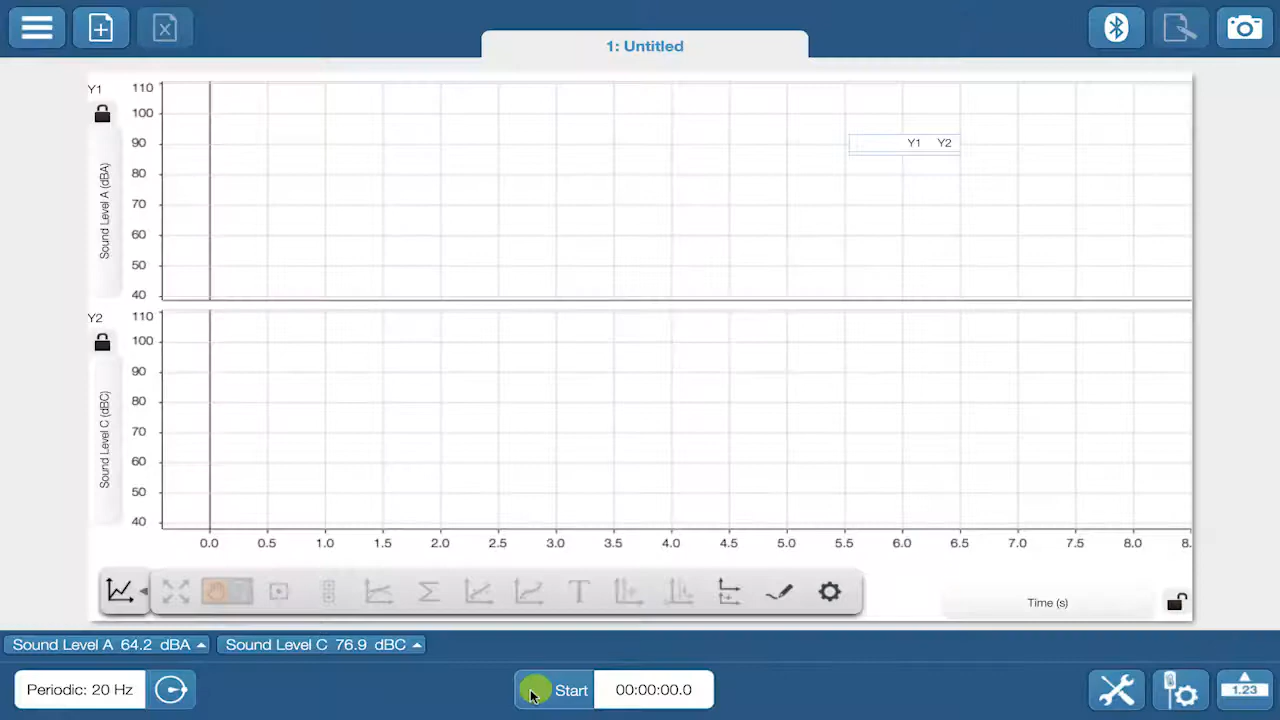 1: Untitled
Y1
110
100
90
80
70
60
50
40
Sound Level A (dBA)
Y1 Y2
Y2
110
100
90
80
70
60
50
40
Sound Level C (dBC)
0.0 0.5 1.0 1.5 2.0 2.5 3.0 3.5 4.0 4.5 5.0 5.5 6.0 6.5 7.0 7.5 8.0 8.
Σ T
Time (s)
Sound Level A 64.2 dBA Sound Level C 76.9 dBC
Periodic: 20 Hz Start 00:00:00.0 1.23